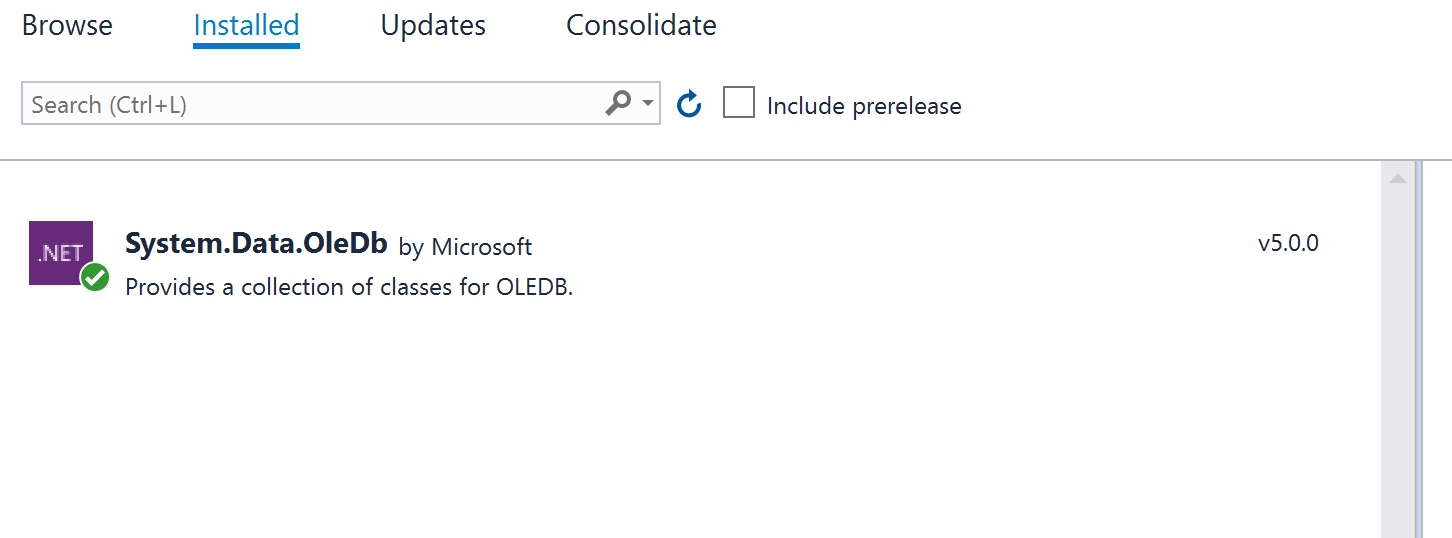 Browse Installed Updates Consolidate
Search (Ctrl+L) Include prerelease
.NET System.Data.OleDb by Microsoft v5.0.0
Provides a collection of classes for OLEDB.